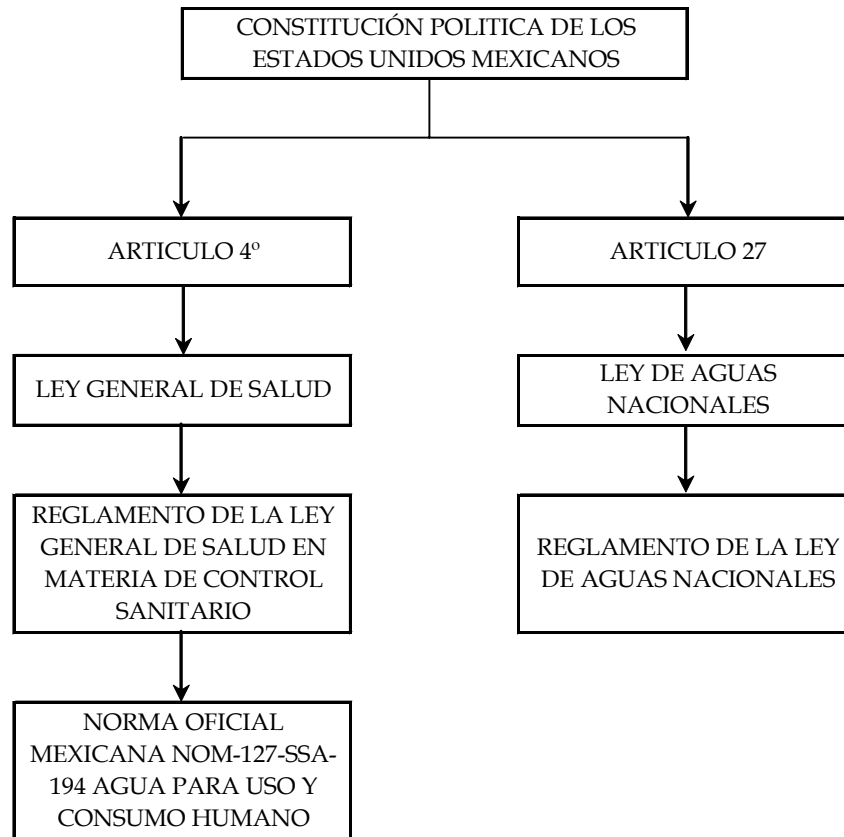 CONSTITUCIÓN POLITICA DE LOS
ESTADOS UNIDOS MEXICANOS
ARTICULO 4º
ARTICULO 27
LEY GENERAL DE SALUD
LEY DE AGUAS
NACIONALES
REGLAMENTO DE LA LEY
GENERAL DE SALUD EN
MATERIA DE CONTROL
SANITARIO
REGLAMENTO DE LA LEY
DE AGUAS NACIONALES
NORMA OFICIAL
MEXICANA NOM-127-SSA-
194 AGUA PARA USO Y
CONSUMO HUMANO